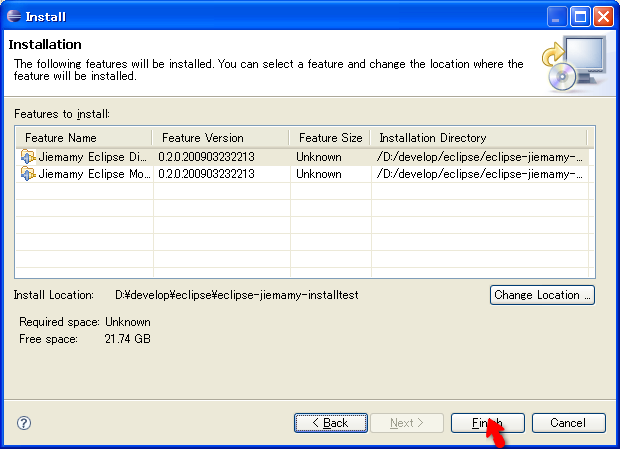 Install
Installation
The following features will be installed. You can select a feature and change the location where the
feature will be installed.
Features to install:
Feature Name Feature Version Feature Size Installation Directory
Jiemamy Eclipse Di... 0.2.0.200903232213 Unknown /D:/develop/eclipse/eclipse-jiemamy-...
Jiemamy Eclipse Mo... 0.2.0.200903232213 Unknown /D:/develop/eclipse/eclipse-jiemamy-...
Install Location: D:¥develop¥eclipse¥eclipse-jiemamy-installtest
Change Location ...
Required space: Unknown
Free space: 21.74 GB
? < Back Next > Finish Cancel